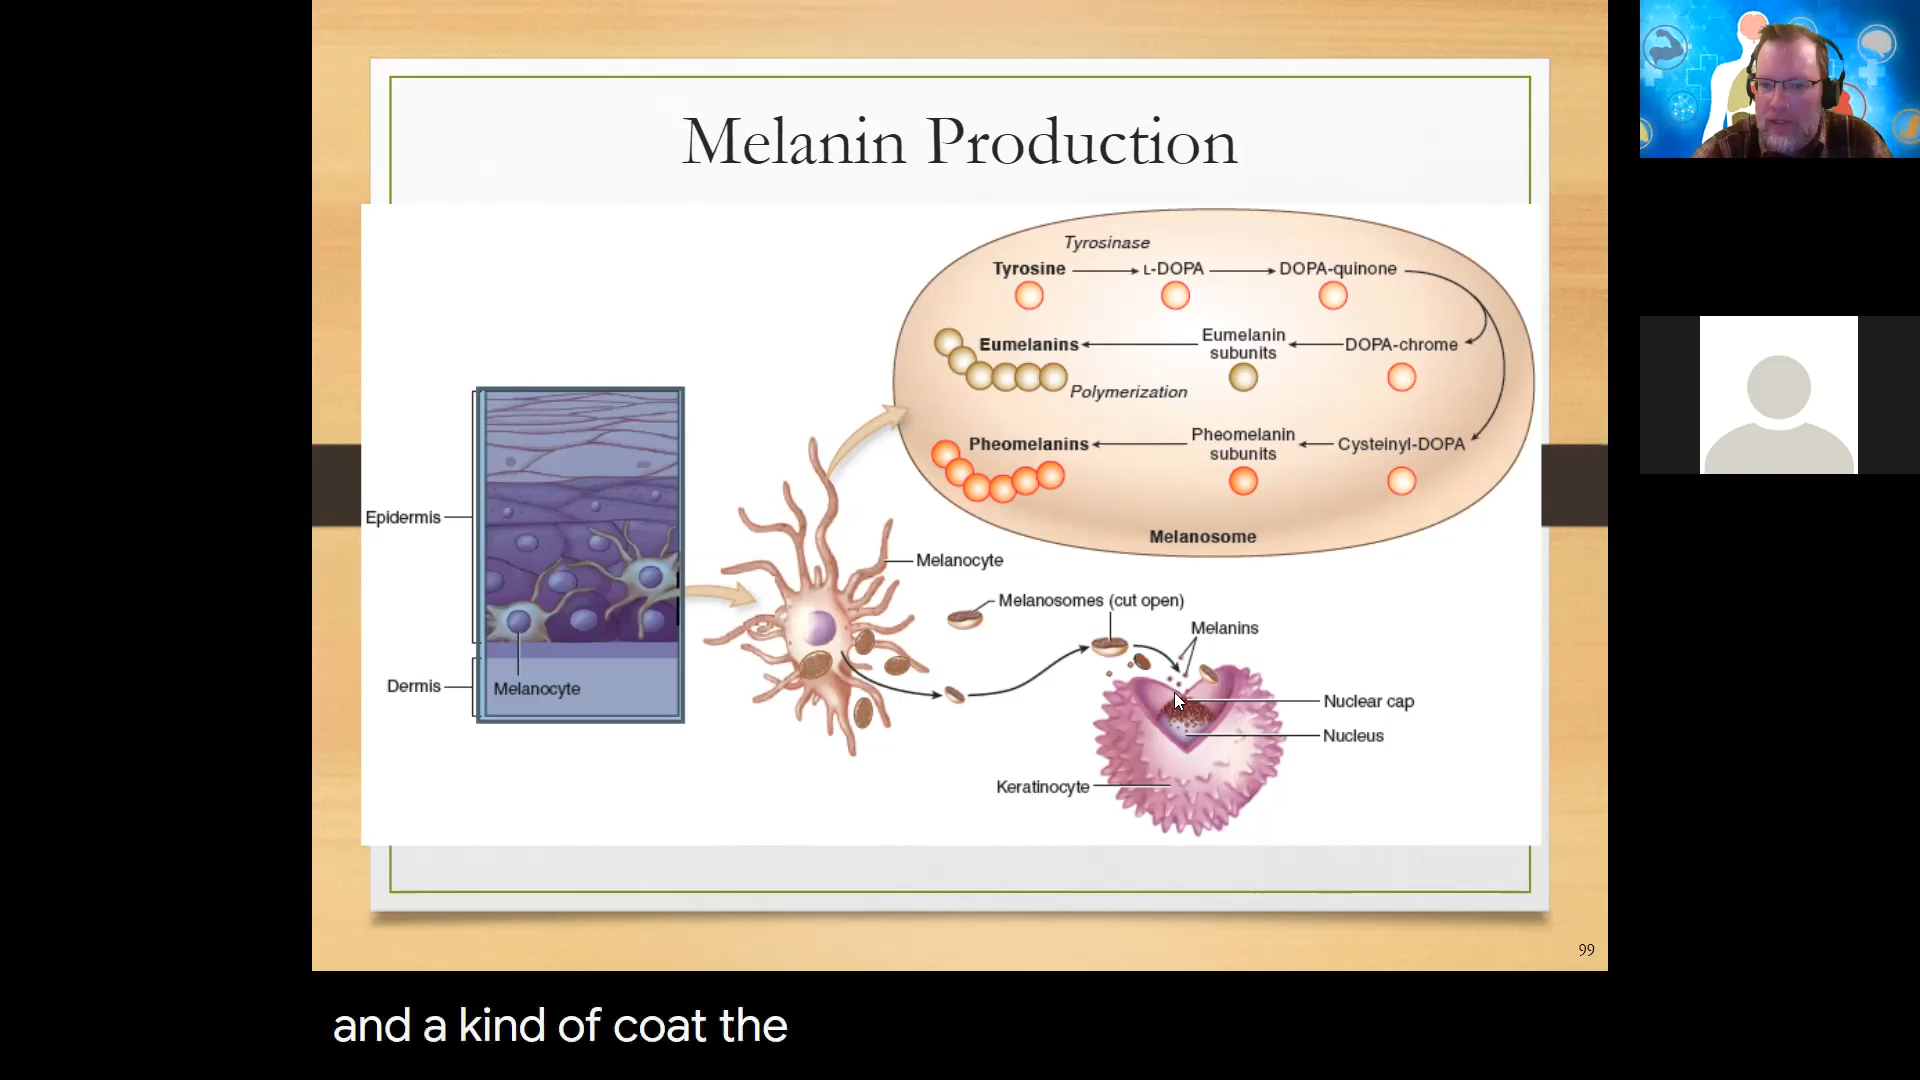 Melanin Production
Tyrosinase
Tyrosine
L-DOPA
DOPA-quinone
Eumelanins
Eumelanin
subunits
DOPA-chrome
Polymerization
Pheomelanins
Pheomelanin
subunits
Cysteinyl-DOPA
Melanosome
Epidermis
Dermis
Melanocyte
Melanocyte
Melanosomes (cut open)
Melanins
Nuclear cap
Nucleus
Keratinocyte
99
and a kind of coat the